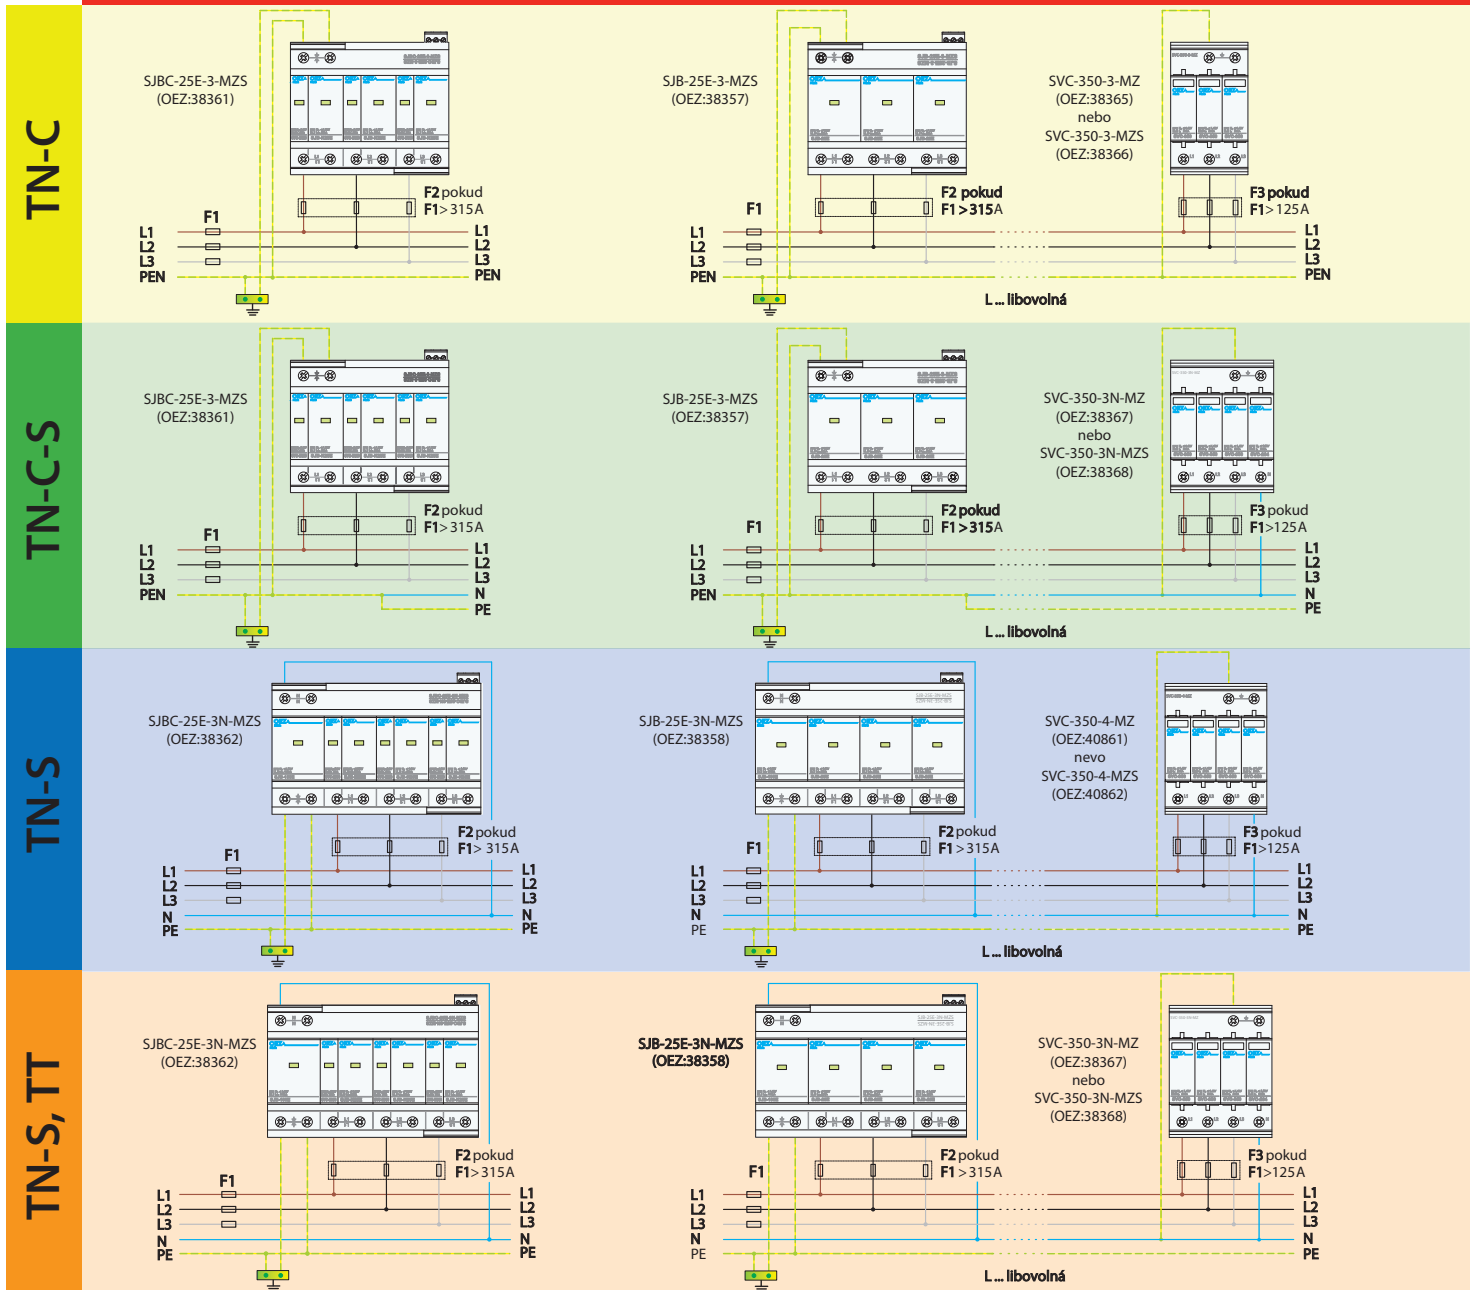 TN-C
SJBC-25E-3-MZS
(OEZ:38361)
F2 pokud
F1>315A
F1
L1
L2
L3
PEN
L1
L2
L3
PEN
SJB-25E-3-MZS
(OEZ:38357)
F2 pokud
F1>315A
F1
L1
L2
L3
PEN
SVC-350-3-MZ
(OEZ:38365)
nebo
SVC-350-3-MZS
(OEZ:38366)
F3 pokud
F1>125A
L1
L2
L3
PEN
L ... libovolná
TN-C-S
SJBC-25E-3-MZS
(OEZ:38361)
F2 pokud
F1>315A
F1
L1
L2
L3
PEN
L1
L2
L3
N
PE
SJB-25E-3-MZS
(OEZ:38357)
F2 pokud
F1>315A
F1
L1
L2
L3
PEN
SVC-350-3N-MZ
(OEZ:38367)
nebo
SVC-350-3N-MZS
(OEZ:38368)
F3 pokud
F1>125A
L1
L2
L3
N
PE
L ... libovolná
TN-S
SJBC-25E-3N-MZS
(OEZ:38362)
F2 pokud
F1> 315A
F1
L1
L2
L3
N
PE
L1
L2
L3
N
PE
SJB-25E-3N-MZS
(OEZ:38358)
F2 pokud
F1>315A
F1
L1
L2
L3
N
PE
SVC-350-4-MZ
(OEZ:40861)
nevo
SVC-350-4-MZS
(OEZ:40862)
F3 pokud
F1>125A
L1
L2
L3
N
PE
L ... libovolná
TN-S, TT
SJBC-25E-3N-MZS
(OEZ:38362)
F2 pokud
F1>315A
F1
L1
L2
L3
N
PE
L1
L2
L3
N
PE
SJB-25E-3N-MZS
(OEZ:38358)
F2 pokud
F1>315A
F1
L1
L2
L3
N
PE
SVC-350-3N-MZ
(OEZ:38367)
nebo
SVC-350-3N-MZS
(OEZ:38368)
F3 pokud
F1>125A
L1
L2
L3
N
PE
L ... libovolná